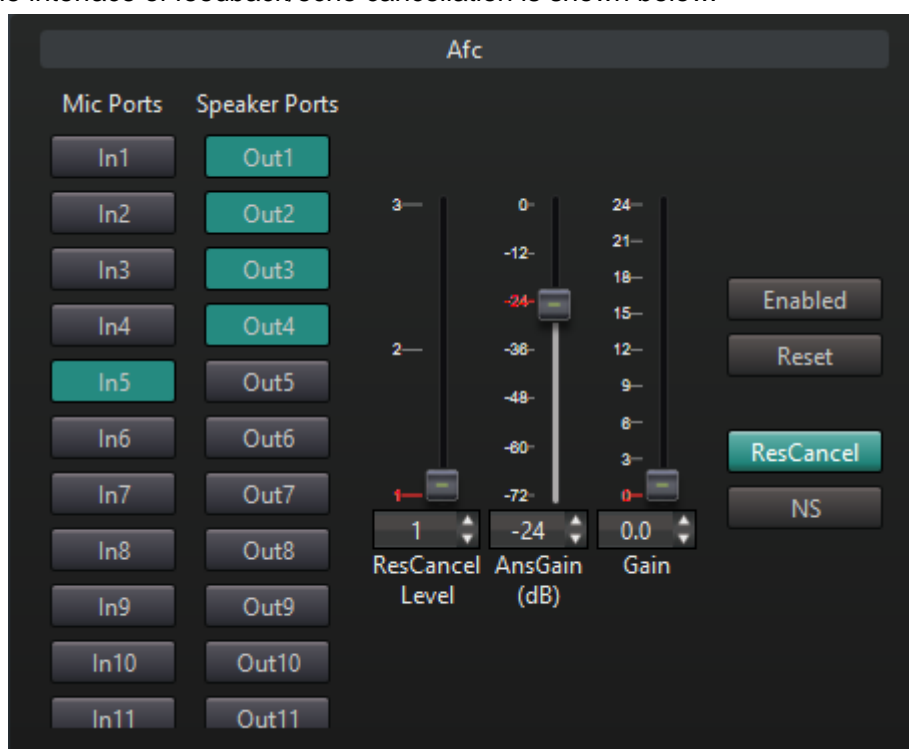 interface of feedback/echo cancellation is shown below.
Afc
Mic Ports Speaker Ports
In1 Out1
In2 Out2
In3 Out3
In4 Out4
In5 Out5
In6 Out6
In7 Out7
In8 Out8
In9 Out9
In10 Out10
In11 Out11
3
2
1
1
ResCancel
Level
0
-12
-24
-36
-48
-60
-72
-24
AnsGain
(dB)
24
21
18
15
12
9
6
3
0
0.0
Gain
Enabled
Reset
ResCancel
NS